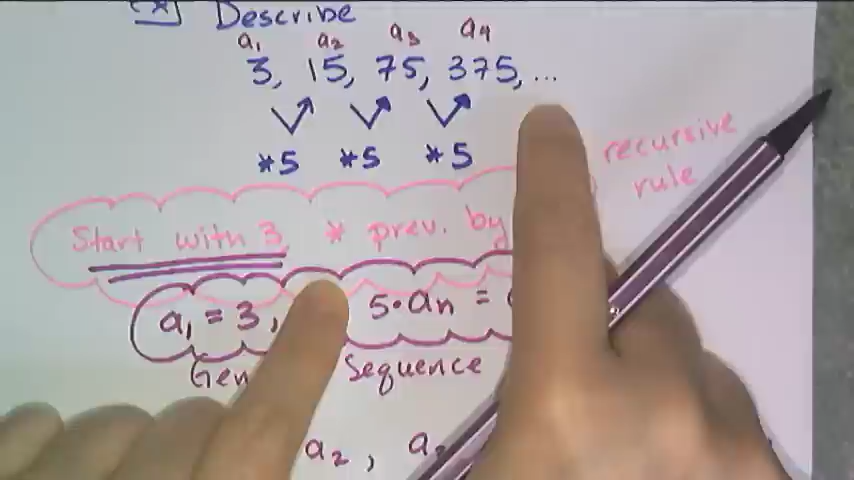 [*] Describe
a₁ a₂ a₃ a₄
3, 15, 75, 375, ...
*5 *5 *5
recursive
rule
Start with 3, * prev. by
a₁ = 3, 5·aₙ =
Sequence
a₂ ,